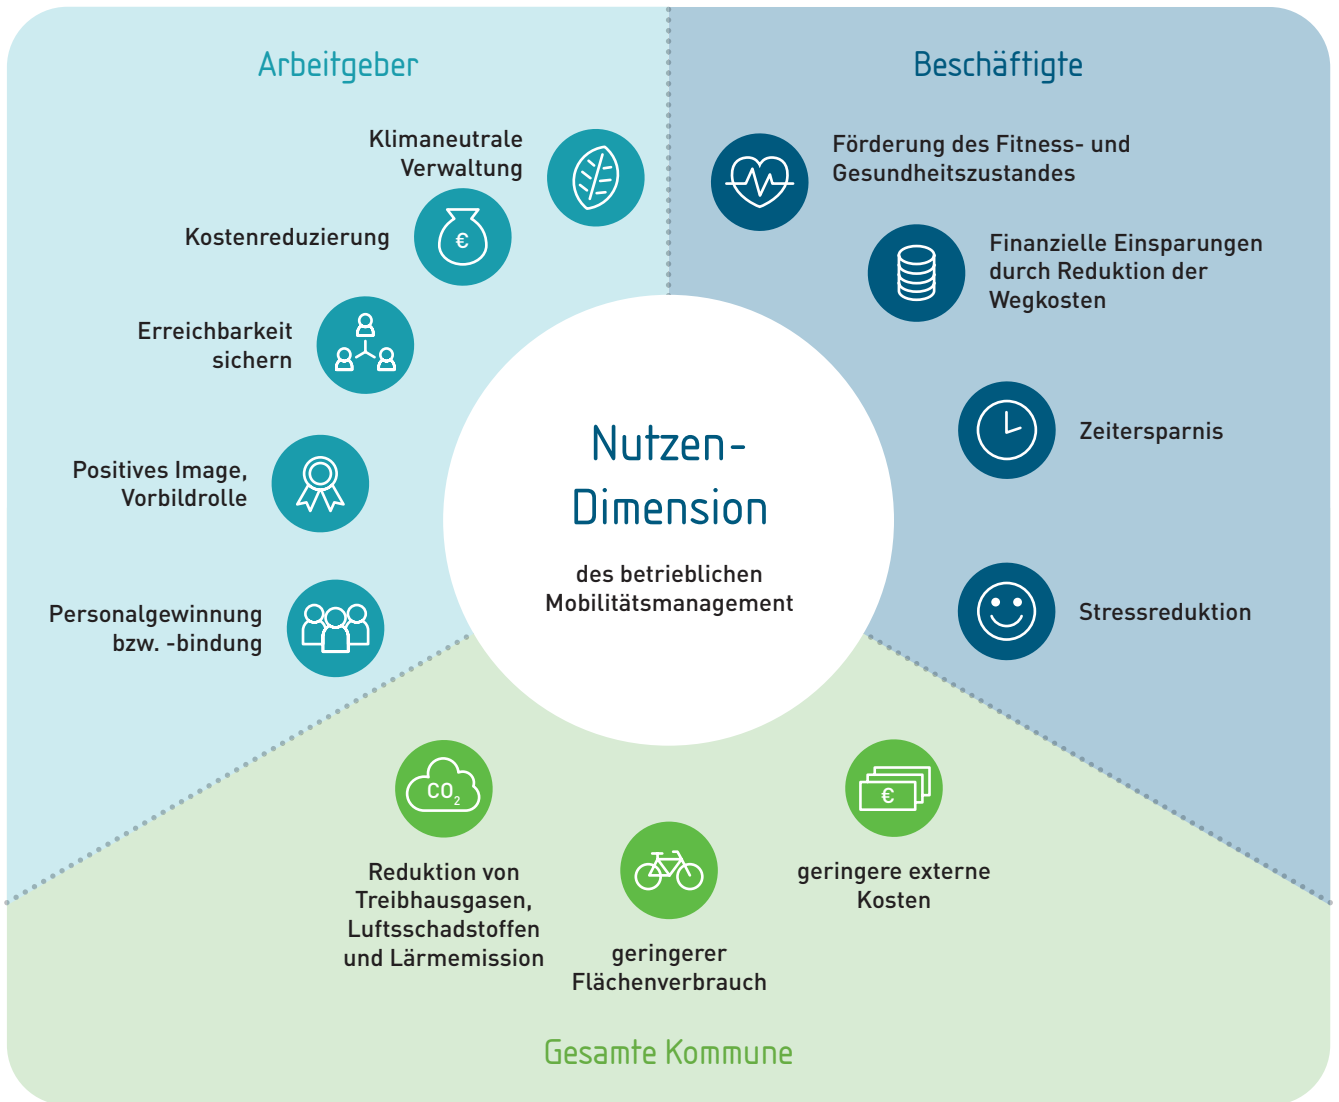 Arbeitgeber
Klimaneutrale
Verwaltung
Kostenreduzierung
€
Erreichbarkeit
sichern
Positives Image,
Vorbildrolle
Personalgewinnung
bzw. -bindung
Beschäftigte
Förderung des Fitness- und
Gesundheitszustandes
Finanzielle Einsparungen
durch Reduktion der
Wegkosten
Zeitersparnis
Stressreduktion
Nutzen-
Dimension
des betrieblichen
Mobilitätsmanagement
CO₂
Reduktion von
Treibhausgasen,
Luftsschadstoffen
und Lärmemission
geringerer
Flächenverbrauch
€
geringere externe
Kosten
Gesamte Kommune